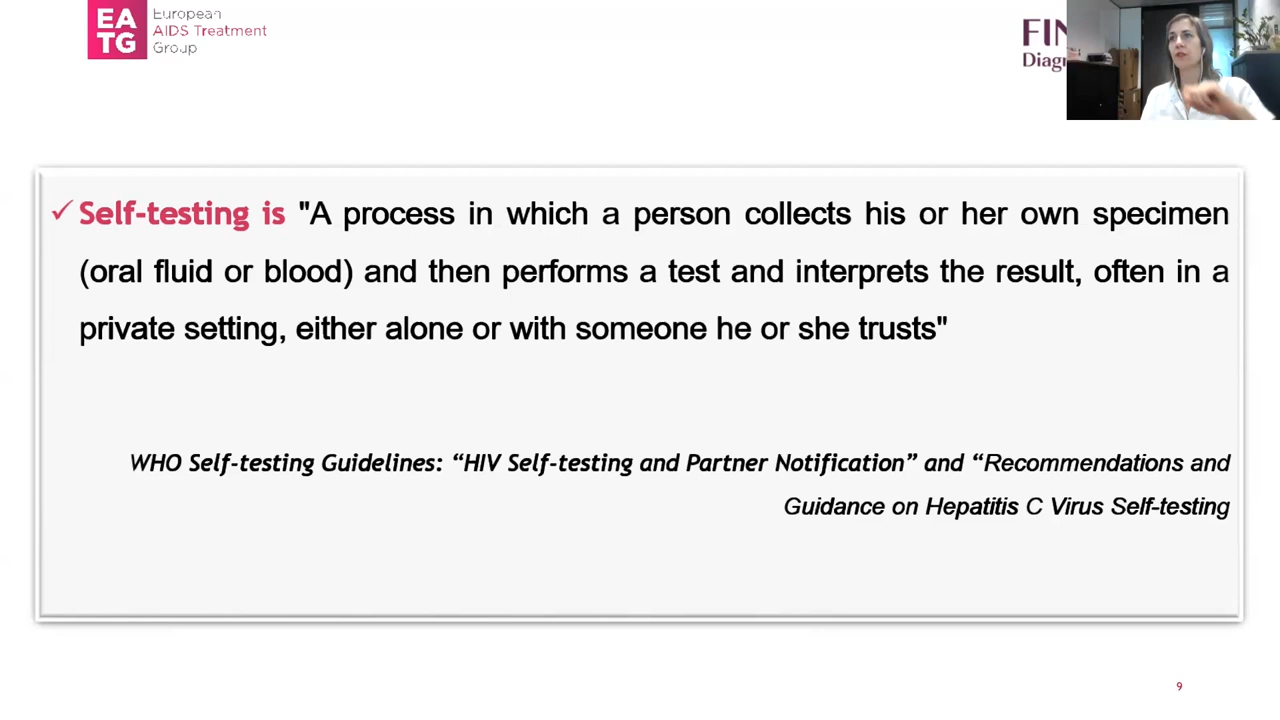 EA
TG
European
AIDS Treatment
Group
✓ Self-testing is "A process in which a person collects his or her own specimen
(oral fluid or blood) and then performs a test and interprets the result, often in a
private setting, either alone or with someone he or she trusts"
WHO Self-testing Guidelines: “HIV Self-testing and Partner Notification” and “Recommendations and
Guidance on Hepatitis C Virus Self-testing
9